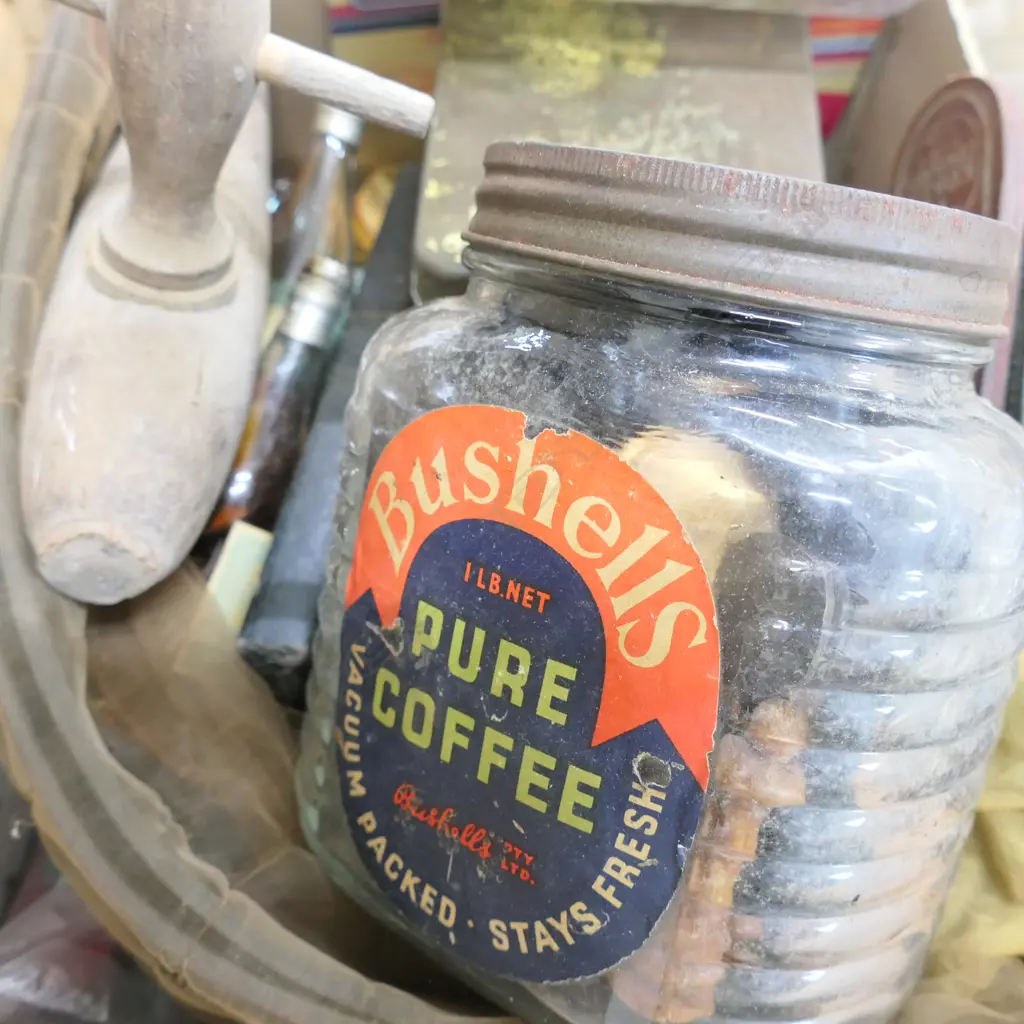 Bushells
1 LB. NET
PURE
COFFEE
Bushells PTY.
LTD.
VACUUM PACKED · STAYS FRESH